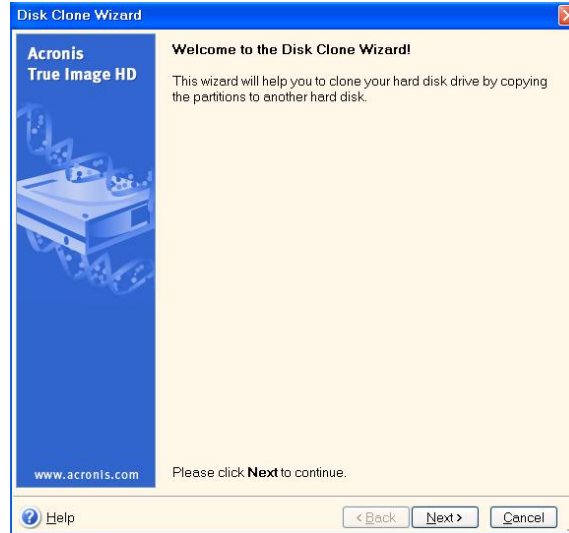 Disk Clone Wizard
Acronis
True Image HD
Welcome to the Disk Clone Wizard!
This wizard will help you to clone your hard disk drive by copying
the partitions to another hard disk.
www.acronis.com
Please click Next to continue.
Help
< Back
Next >
Cancel